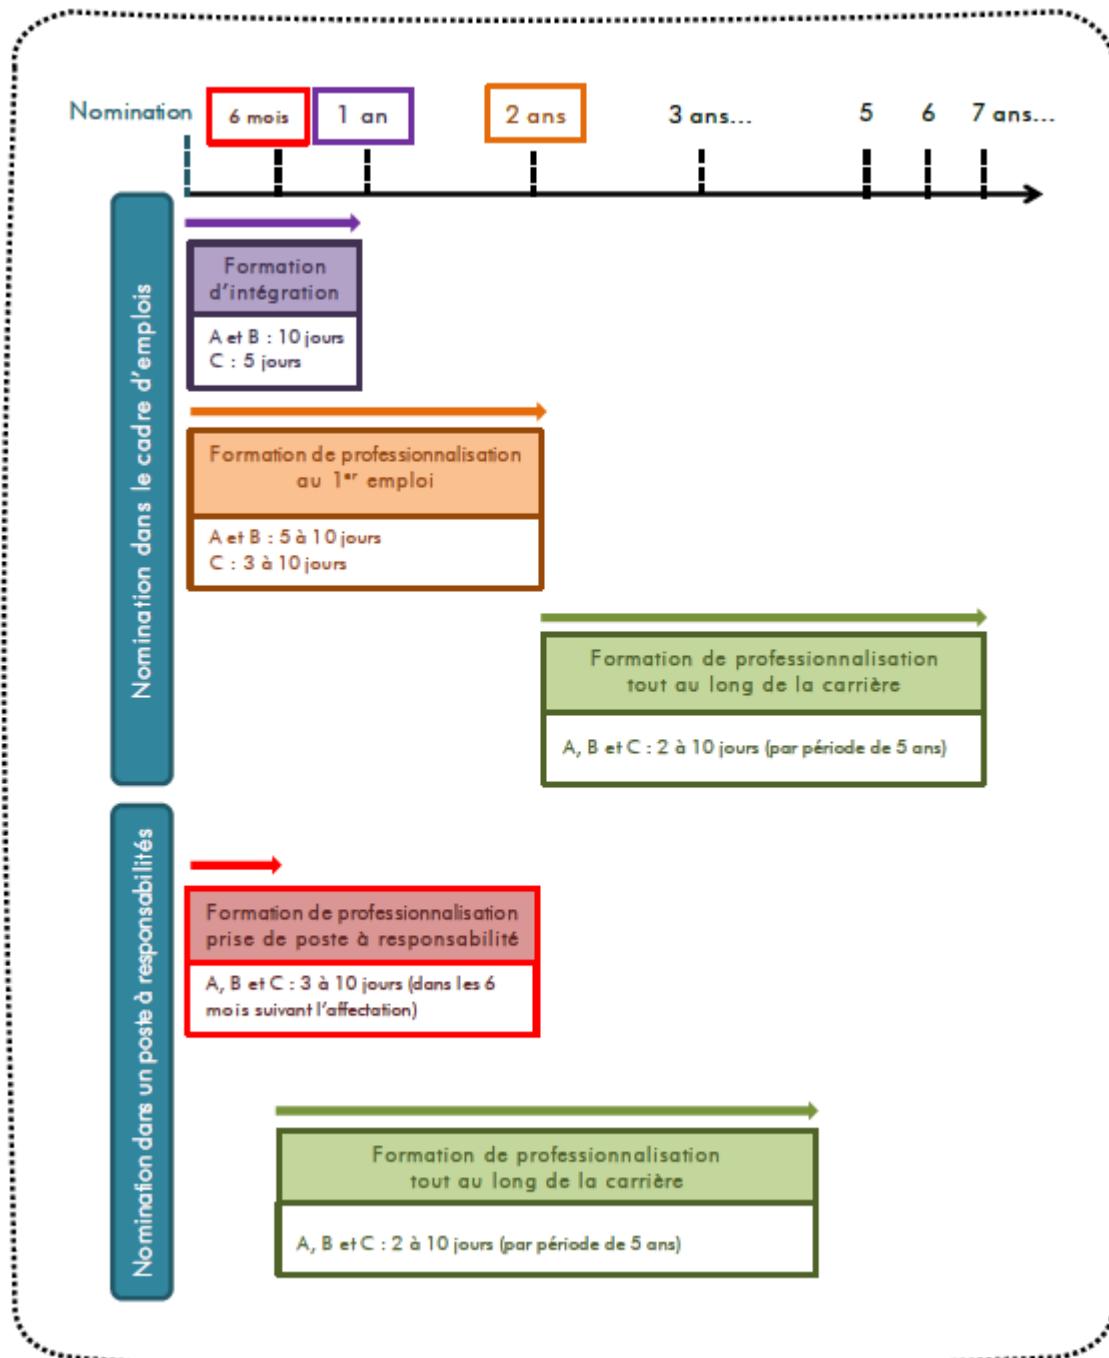 Nomination
6 mois
1 an
2 ans
3 ans...
5
6
7 ans...
Nomination dans le cadre d'emplois
Formation
d'intégration
A et B : 10 jours
C : 5 jours
Formation de professionnalisation
au 1er emploi
A et B : 5 à 10 jours
C : 3 à 10 jours
Formation de professionnalisation
tout au long de la carrière
A, B et C : 2 à 10 jours (par période de 5 ans)
Nomination dans un poste à responsabilités
Formation de professionnalisation
prise de poste à responsabilité
A, B et C : 3 à 10 jours (dans les 6
mois suivant l'affectation)
Formation de professionnalisation
tout au long de la carrière
A, B et C : 2 à 10 jours (par période de 5 ans)